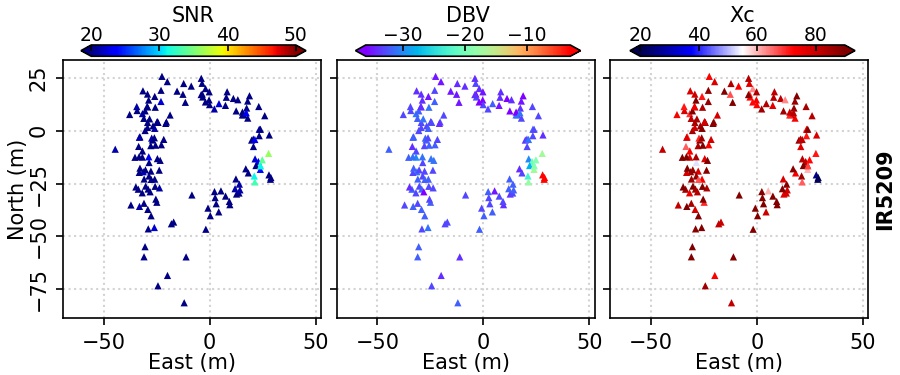 SNR DBV Xc
20 30 40 50 −30 −20 −10 20 40 60 80
25
0
−25
−50
−75
North (m)
IR5209
−50 0 50 −50 0 50 −50 0 50
East (m) East (m) East (m)